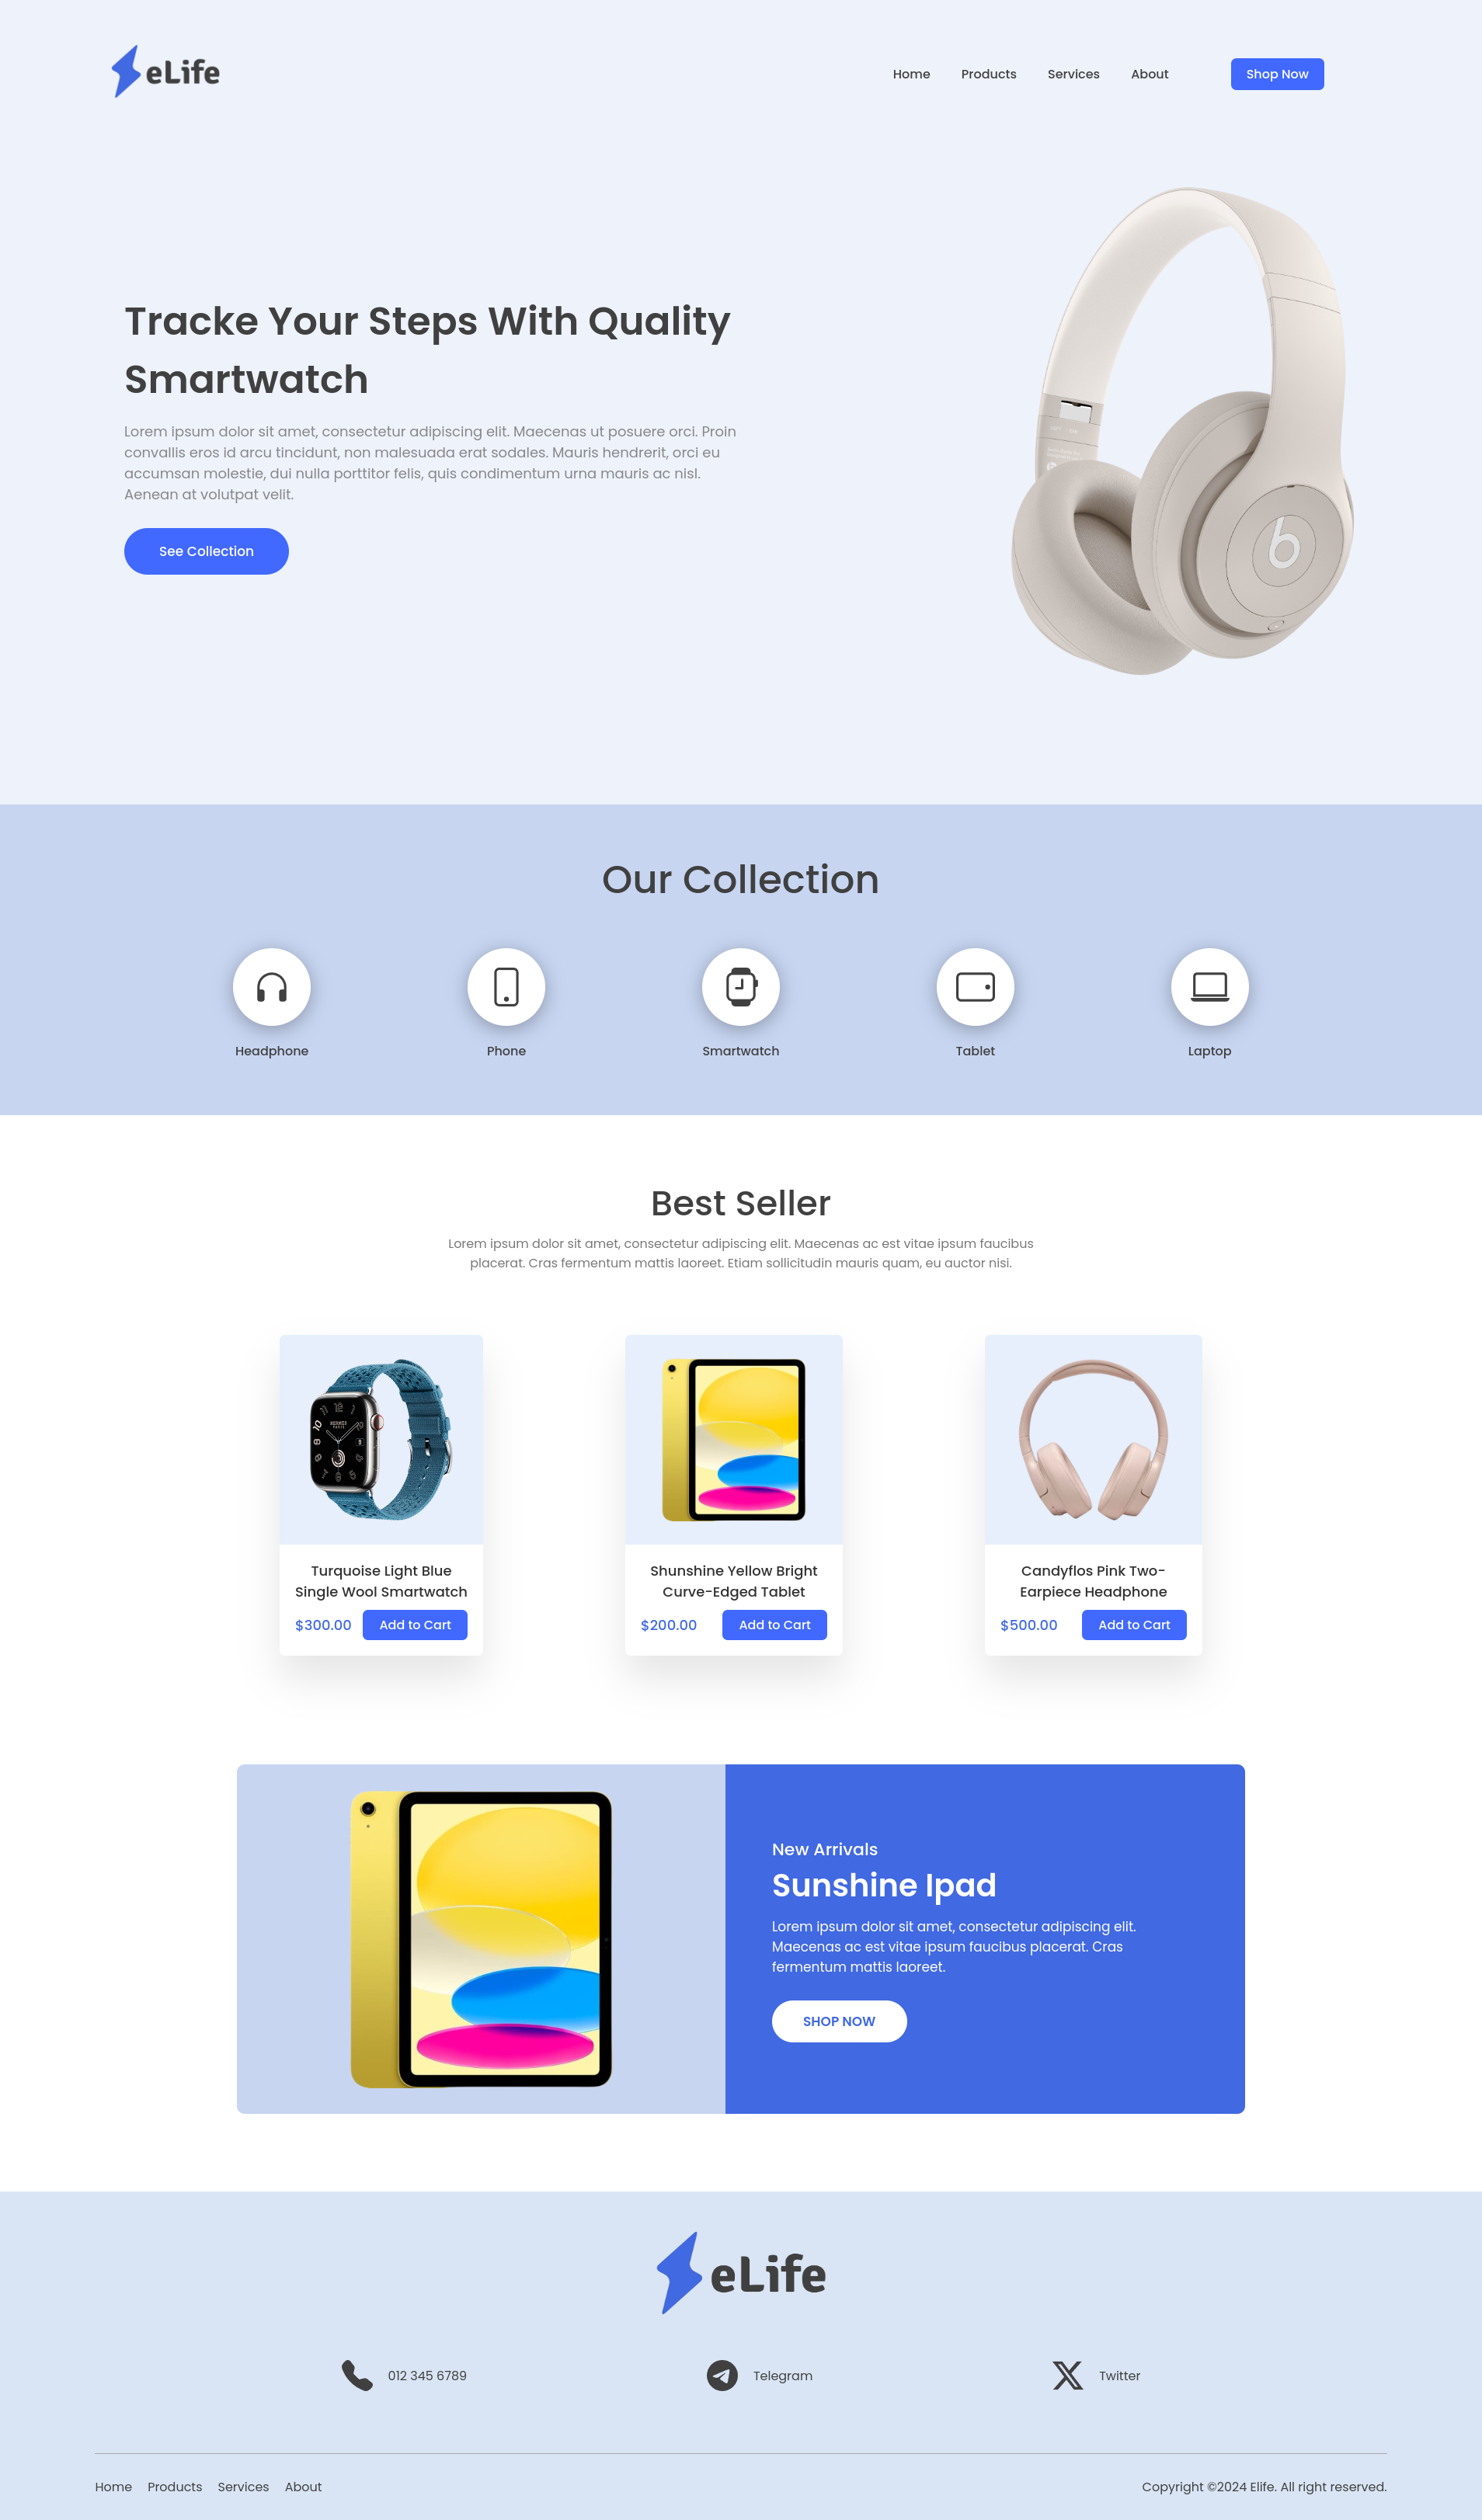 eLife
Home Products Services About Shop Now
Tracke Your Steps With Quality
Smartwatch
Lorem ipsum dolor sit amet, consectetur adipiscing elit. Maecenas ut posuere orci. Proin
convallis eros id arcu tincidunt, non malesuada erat sodales. Mauris hendrerit, orci eu
accumsan molestie, dui nulla porttitor felis, quis condimentum urna mauris ac nisl.
Aenean at volutpat velit.
See Collection
Our Collection
Headphone Phone Smartwatch Tablet Laptop
Best Seller
Lorem ipsum dolor sit amet, consectetur adipiscing elit. Maecenas ac est vitae ipsum faucibus
placerat. Cras fermentum mattis laoreet. Etiam sollicitudin mauris quam, eu auctor nisi.
Turquoise Light Blue
Single Wool Smartwatch
$300.00 Add to Cart
Shunshine Yellow Bright
Curve-Edged Tablet
$200.00 Add to Cart
Candyflos Pink Two-
Earpiece Headphone
$500.00 Add to Cart
New Arrivals
Sunshine Ipad
Lorem ipsum dolor sit amet, consectetur adipiscing elit.
Maecenas ac est vitae ipsum faucibus placerat. Cras
fermentum mattis laoreet.
SHOP NOW
eLife
012 345 6789 Telegram Twitter
Home Products Services About Copyright ©2024 Elife. All right reserved.